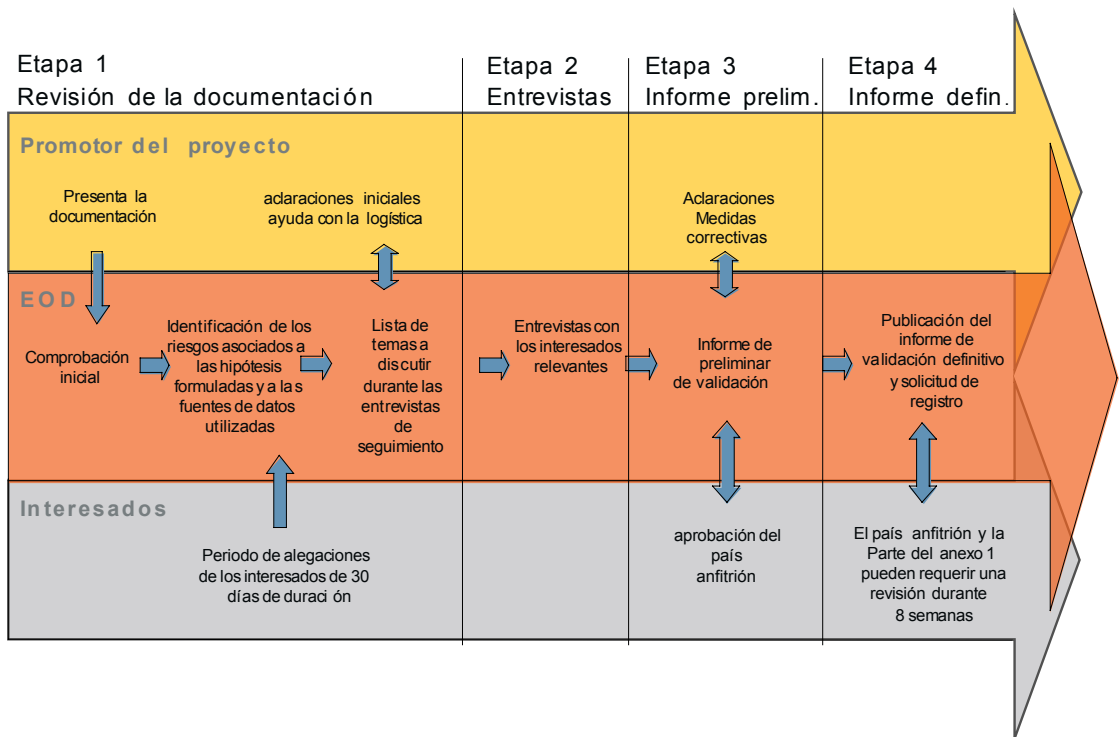 Etapa 1
Revisión de la documentación
Etapa 2
Entrevistas
Etapa 3
Informe prelim.
Etapa 4
Informe defin.
Promotor del proyecto
Presenta la
documentación
aclaraciones iniciales
ayuda con la logística
Aclaraciones
Medidas
correctivas
EOD
Comprobación
inicial
Identificación de los
riesgos asociados a
las hipótesis
formuladas y a las
fuentes de datos
utilizadas
Lista de
temas a
discutir
durante las
entrevistas
de
seguimiento
Entrevistas con
los interesados
relevantes
Informe de
preliminar
de validación
Publicación del
informe de
validación definitivo
y solicitud de
registro
Interesados
Periodo de alegaciones
de los interesados de 30
días de duración
aprobación del
país
anfitrión
El país anfitrión y la
Parte del anexo 1
pueden requerir una
revisión durante
8 semanas